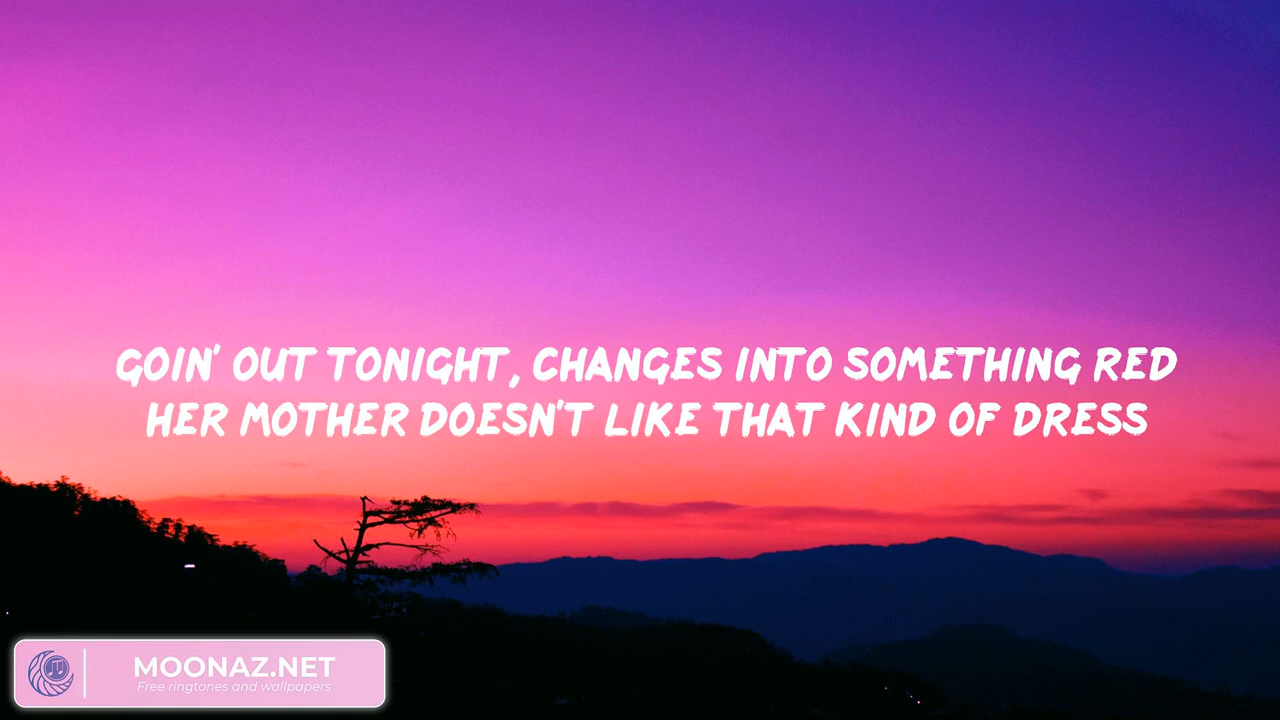 GOIN' OUT TONIGHT, CHANGES INTO SOMETHING RED
HER MOTHER DOESN'T LIKE THAT KIND OF DRESS
MOONAZ.NET
Free ringtones and wallpapers